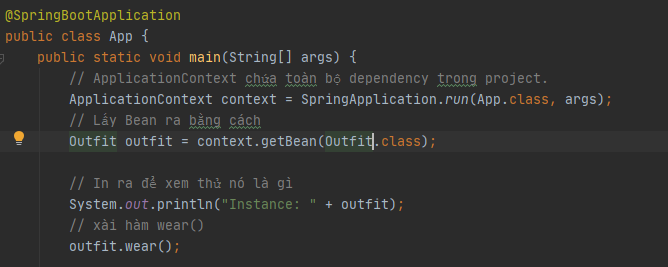 @SpringBootApplication
public class App {
public static void main(String[] args) {
// ApplicationContext chứa toàn bộ dependency trong project.
ApplicationContext context = SpringApplication.run(App.class, args);
// Lấy Bean ra bằng cách
Outfit outfit = context.getBean(Outfit.class);
// In ra để xem thử nó là gì
System.out.println("Instance: " + outfit);
// xài hàm wear()
outfit.wear();